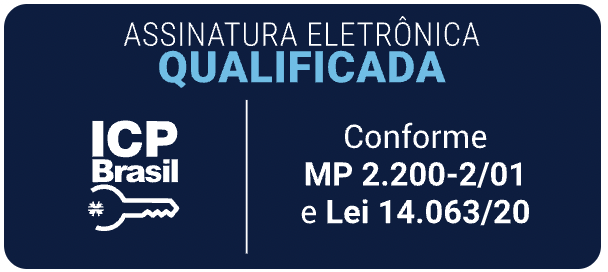 ASSINATURA ELETRÔNICA
QUALIFICADA
ICP
Brasil
Conforme
MP 2.200-2/01
e Lei 14.063/20